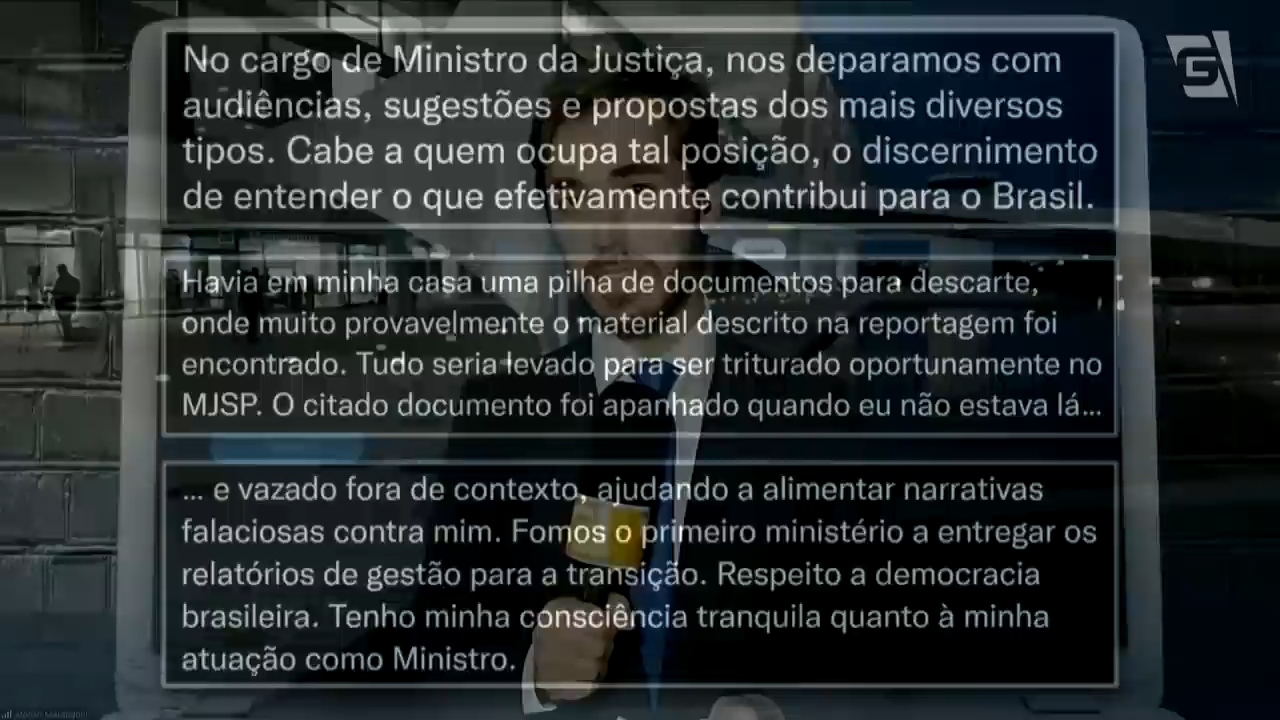 No cargo de Ministro da Justiça, nos deparamos com
audiências, sugestões e propostas dos mais diversos
tipos. Cabe a quem ocupa tal posição, o discernimento
de entender o que efetivamente contribui para o Brasil.
Havia em minha casa uma pilha de documentos para descarte,
onde muito provavelmente o material descrito na reportagem foi
encontrado. Tudo seria levado para ser triturado oportunamente no
MJSP. O citado documento foi apanhado quando eu não estava lá...
... e vazado fora de contexto, ajudando a alimentar narrativas
falaciosas contra mim. Fomos o primeiro ministério a entregar os
relatórios de gestão para a transição. Respeito a democracia
brasileira. Tenho minha consciência tranquila quanto à minha
atuação como Ministro.